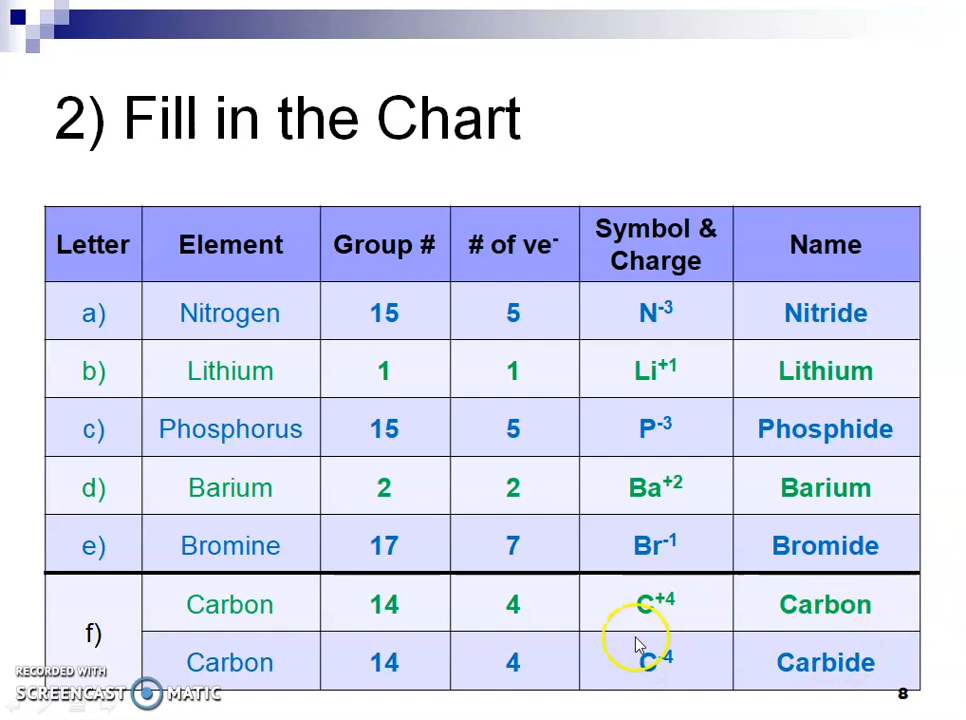 2) Fill in the Chart
Letter Element Group # # of ve⁻ Symbol & Charge Name
a) Nitrogen 15 5 N⁻³ Nitride
b) Lithium 1 1 Li⁺¹ Lithium
c) Phosphorus 15 5 P⁻³ Phosphide
d) Barium 2 2 Ba⁺² Barium
e) Bromine 17 7 Br⁻¹ Bromide
f) Carbon 14 4 C⁺⁴ Carbon
Carbon 14 4 C⁻⁴ Carbide
RECORDED WITH
SCREENCAST MATIC
8